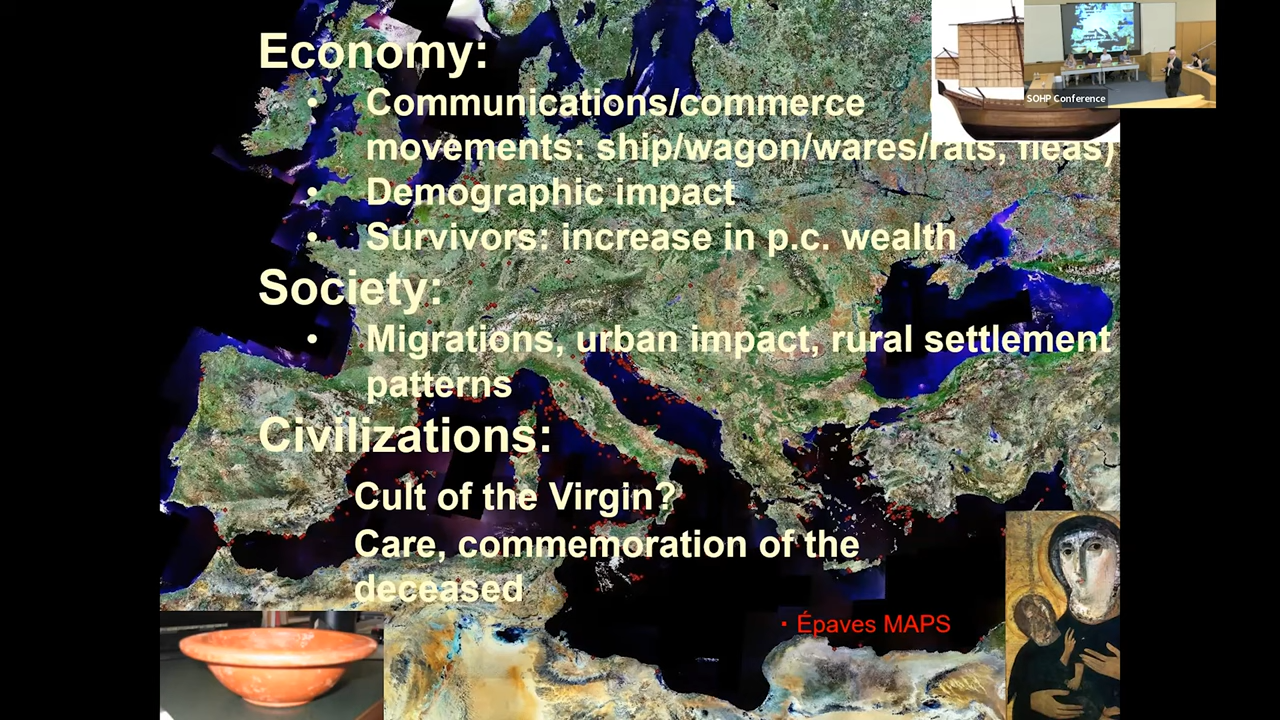 Economy:
• Communications/commerce
movements: ship/wagon/wares/rats, fleas)
• Demographic impact
• Survivors: increase in p.c. wealth
Society:
• Migrations, urban impact, rural settlement
patterns
Civilizations:
Cult of the Virgin?
Care, commemoration of the
deceased
· Épaves MAPS
SOHP Conference